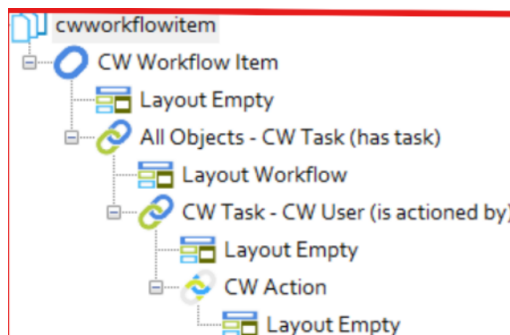 cwworkflowitem
CW Workflow Item
Layout Empty
All Objects - CW Task (has task)
Layout Workflow
CW Task - CW User (is actioned by)
Layout Empty
CW Action
Layout Empty